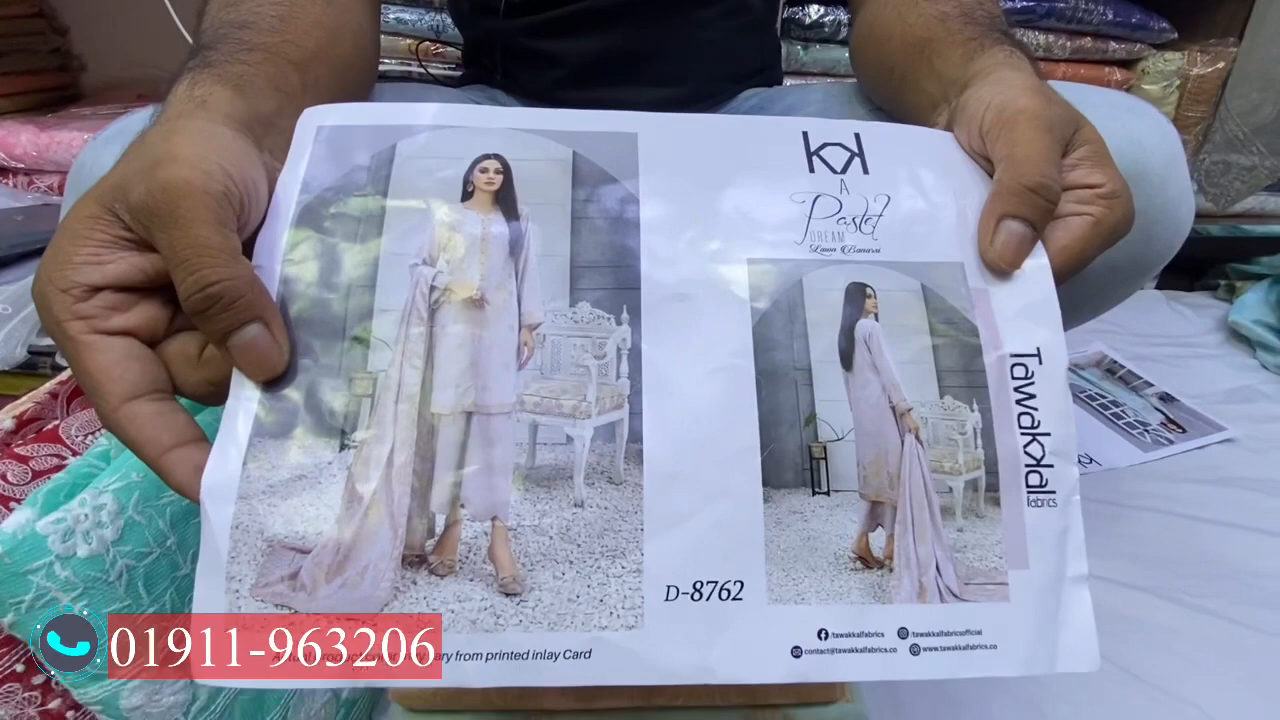 KK
A
Pastel
DREAM
Lawn Banarsi
Tawakkal
fabrics
D-8762
/tawakkalfabrics /tawakkalfabricsofficial
contact@tawakkalfabrics.co www.tawakkalfabrics.co
from printed inlay Card
01911-963206